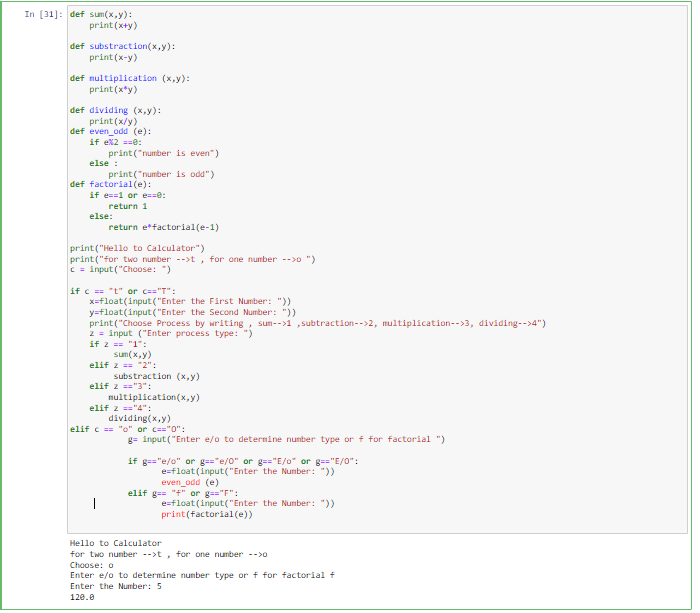 In [31]: def sum(x,y):
    print(x+y)

def substraction(x,y):
    print(x-y)

def multiplication (x,y):
    print(x*y)

def dividing (x,y):
    print(x/y)
def even_odd (e):
    if e%2 ==0:
        print("number is even")
    else :
        print("number is odd")
def factorial(e):
    if e==1 or e==0:
        return 1
    else:
        return e*factorial(e-1)

print("Hello to Calculator")
print("for two number -->t , for one number -->o ")
c = input("Choose: ")

if c == "t" or c=="T":
    x=float(input("Enter the First Number: "))
    y=float(input("Enter the Second Number: "))
    print("Choose Process by writing , sum-->1 ,subtraction-->2, multiplication-->3, dividing-->4")
    z = input ("Enter process type: ")
    if z == "1":
         sum(x,y)
    elif z == "2":
         substraction (x,y)
    elif z =="3":
        multiplication(x,y)
    elif z =="4":
        dividing(x,y)
elif c == "o" or c=="O":
            g= input("Enter e/o to determine number type or f for factorial ")

            if g=="e/o" or g=="e/O" or g=="E/o" or g=="E/O":
                   e=float(input("Enter the Number: "))
                   even_odd (e)
            elif g== "f" or g=="F":
                   e=float(input("Enter the Number: "))
                   print(factorial(e))

Hello to Calculator
for two number -->t , for one number -->o
Choose: o
Enter e/o to determine number type or f for factorial f
Enter the Number: 5
120.0